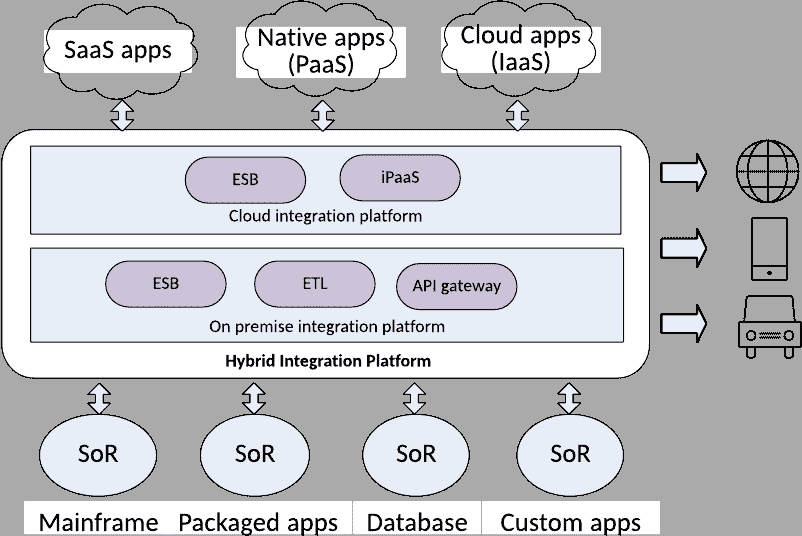 SaaS apps
Native apps
(PaaS)
Cloud apps
(IaaS)
ESB
iPaaS
Cloud integration platform
ESB
ETL
API gateway
On premise integration platform
Hybrid Integration Platform
SoR
SoR
SoR
SoR
Mainframe
Packaged apps
Database
Custom apps